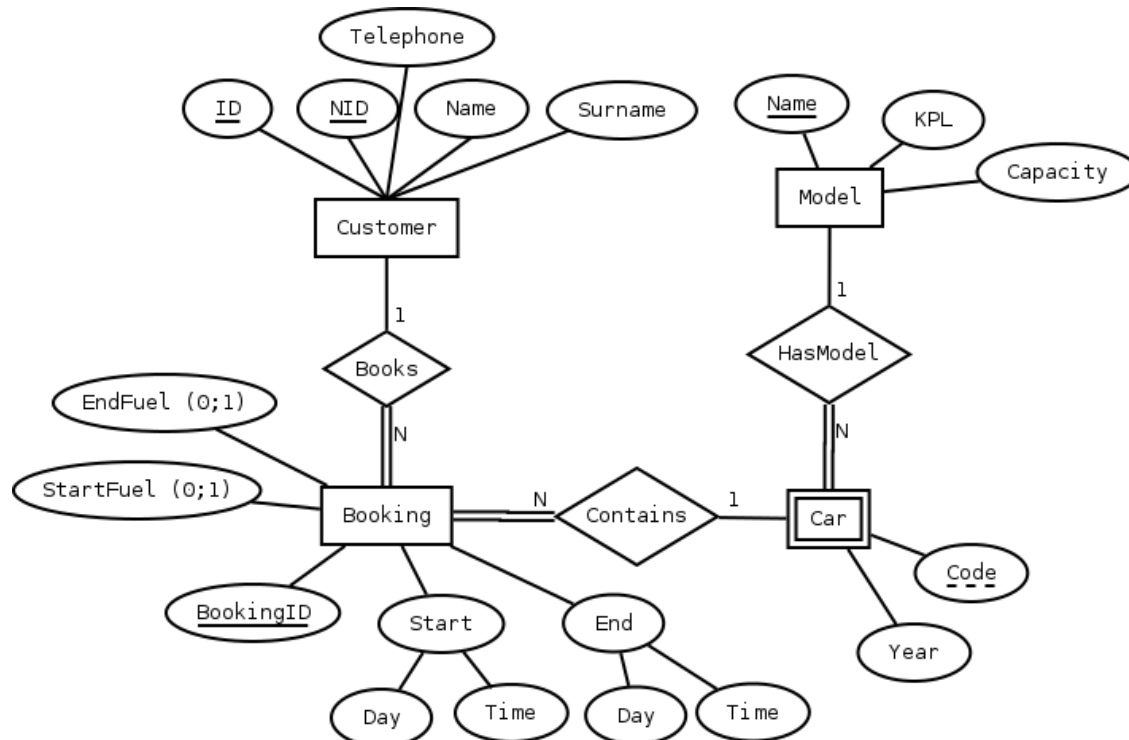 Telephone
ID
NID
Name
Surname
Customer
Name
KPL
Capacity
Model
1
Books
N
1
HasModel
N
EndFuel (0;1)
StartFuel (0;1)
Booking
N
Contains
1
Car
BookingID
Start
End
Code
Year
Day
Time
Day
Time